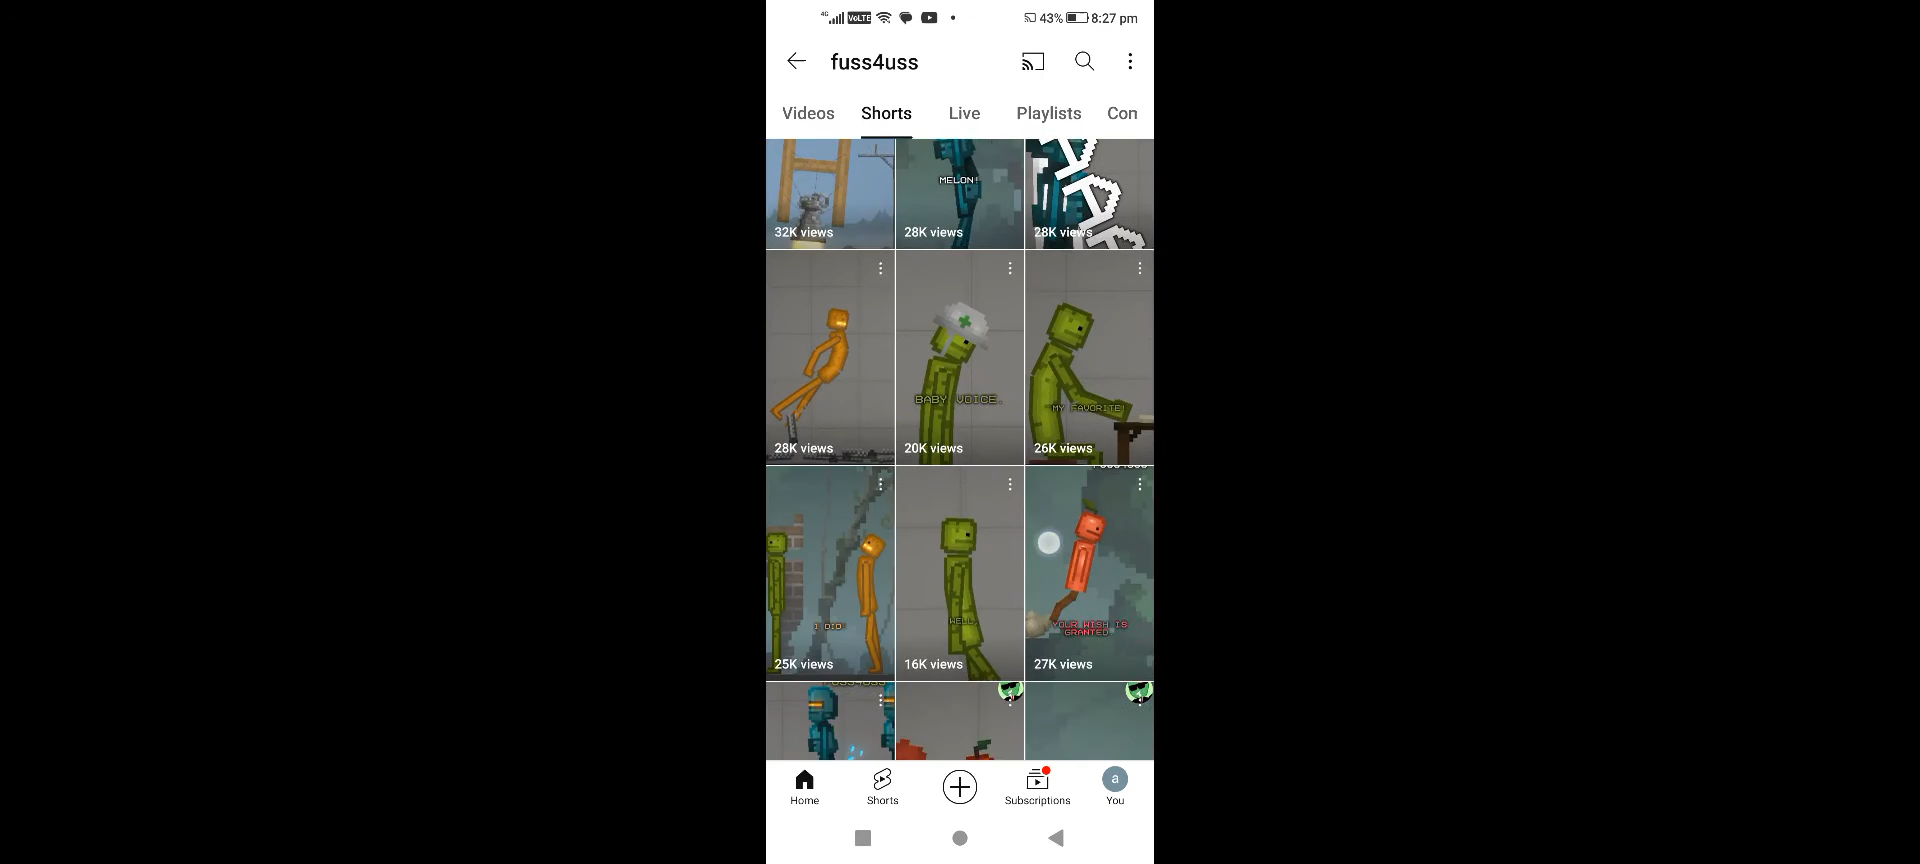 4G VoLTE 43% 8:27 pm
fuss4uss
Videos Shorts Live Playlists Con
MELON!
32K views 28K views 28K views
BABY VOICE.
MY FAVORITE!
28K views 20K views 26K views
I DID!
WELL,
YOUR WISH IS
GRANTED.
25K views 16K views 27K views
Home Shorts Subscriptions a You